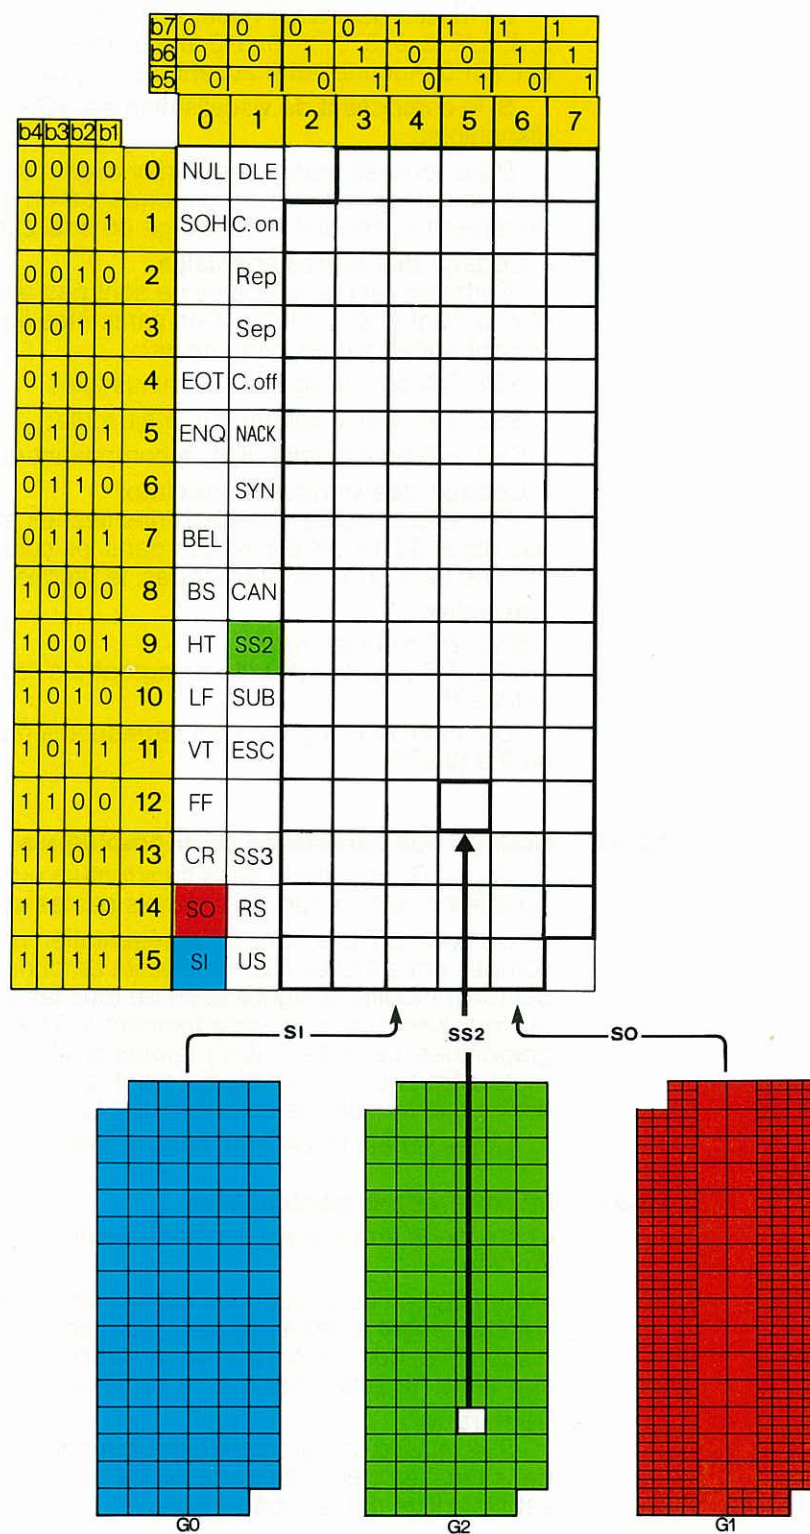 b7 0 0 0 0 1 1 1 1
b6 0 0 1 1 0 0 1 1
b5 0 1 0 1 0 1 0 1
b4 b3 b2 b1 0 1 2 3 4 5 6 7
0 0 0 0 0 NUL DLE
0 0 0 1 1 SOH C.on
0 0 1 0 2 Rep
0 0 1 1 3 Sep
0 1 0 0 4 EOT C.off
0 1 0 1 5 ENQ NACK
0 1 1 0 6 SYN
0 1 1 1 7 BEL
1 0 0 0 8 BS CAN
1 0 0 1 9 HT SS2
1 0 1 0 10 LF SUB
1 0 1 1 11 VT ESC
1 1 0 0 12 FF
1 1 0 1 13 CR SS3
1 1 1 0 14 SO RS
1 1 1 1 15 SI US
SI SS2 SO
G0 G2 G1